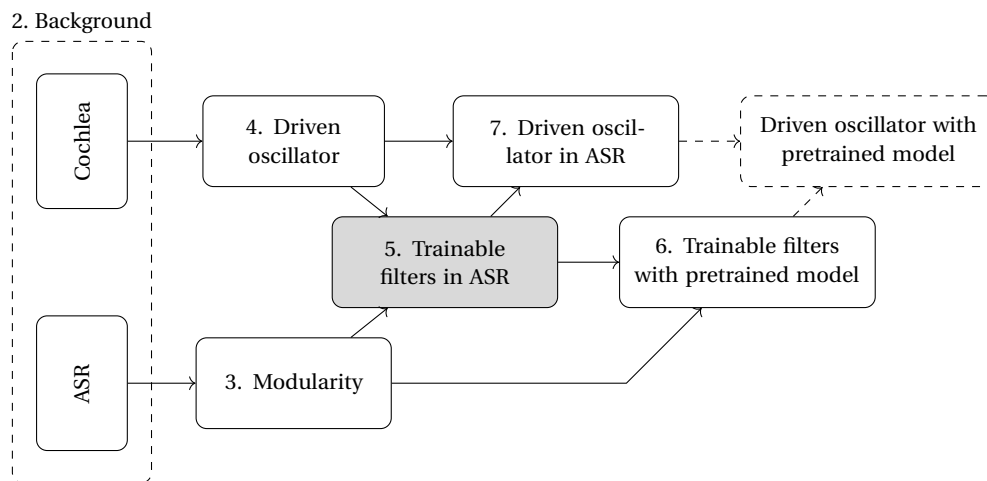 2. Background
Cochlea
4. Driven
oscillator
7. Driven oscil-
lator in ASR
Driven oscillator with
pretrained model
5. Trainable
filters in ASR
6. Trainable filters
with pretrained model
ASR
3. Modularity